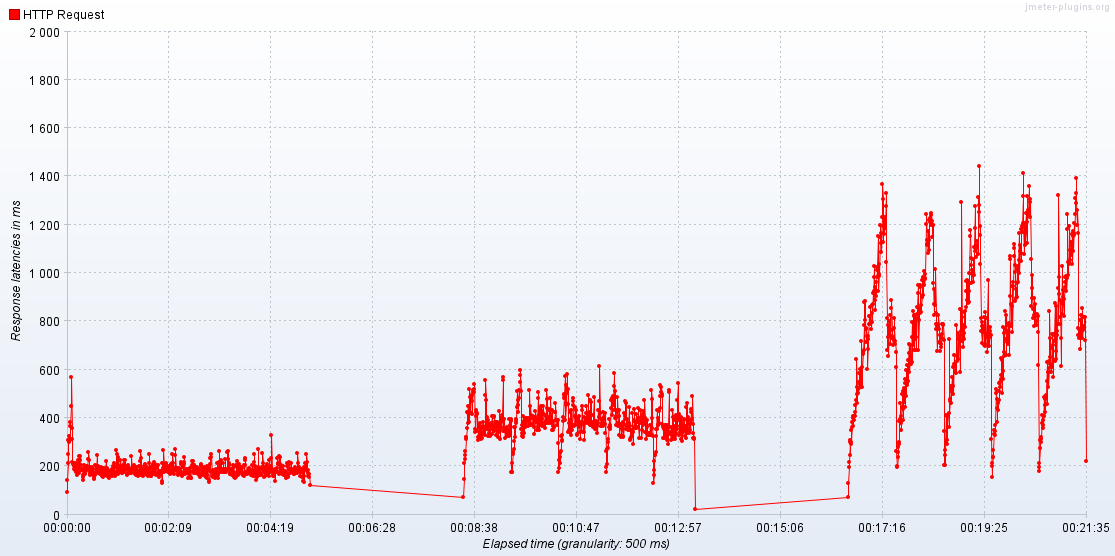 jmeter-plugins.org
HTTP Request
2 000
1 800
1 600
1 400
1 200
1 000
800
600
400
200
0
Response latencies in ms
00:00:00 00:02:09 00:04:19 00:06:28 00:08:38 00:10:47 00:12:57 00:15:06 00:17:16 00:19:25 00:21:35
Elapsed time (granularity: 500 ms)